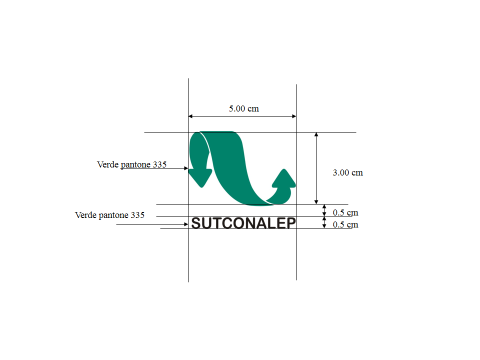 5.00 cm
Verde pantone 335
3.00 cm
Verde pantone 335
0.5 cm
SUTCONALEP
0.5 cm